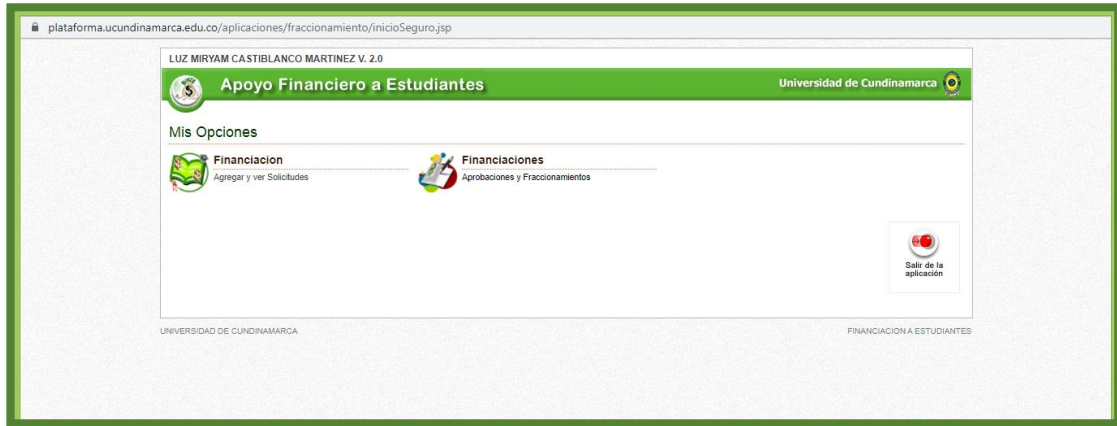 plataforma.ucundinamarca.edu.co/aplicaciones/fraccionamiento/inicioSeguro.jsp
LUZ MIRYAM CASTIBLANCO MARTINEZ V. 2.0
Apoyo Financiero a Estudiantes
Universidad de Cundinamarca
Mis Opciones
Financiacion
Agregar y ver Solicitudes
Financiaciones
Aprobaciones y Fraccionamientos
Salir de la
aplicación
UNIVERSIDAD DE CUNDINAMARCA
FINANCIACION A ESTUDIANTES